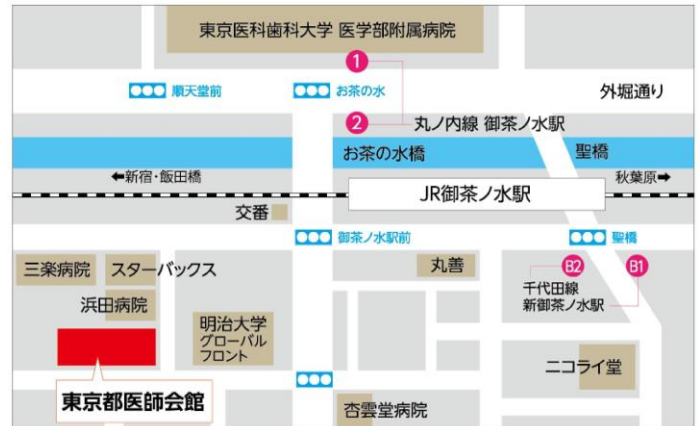 東京医科歯科大学 医学部附属病院
1
順天堂前
お茶の水
外堀通り
2
丸ノ内線 御茶ノ水駅
お茶の水橋
聖橋
←新宿・飯田橋
秋葉原→
JR御茶ノ水駅
交番
御茶ノ水駅前
聖橋
三楽病院
スターバックス
丸善
B2
B1
千代田線
新御茶ノ水駅
浜田病院
明治大学
グローバル
フロント
ニコライ堂
東京都医師会館
杏雲堂病院